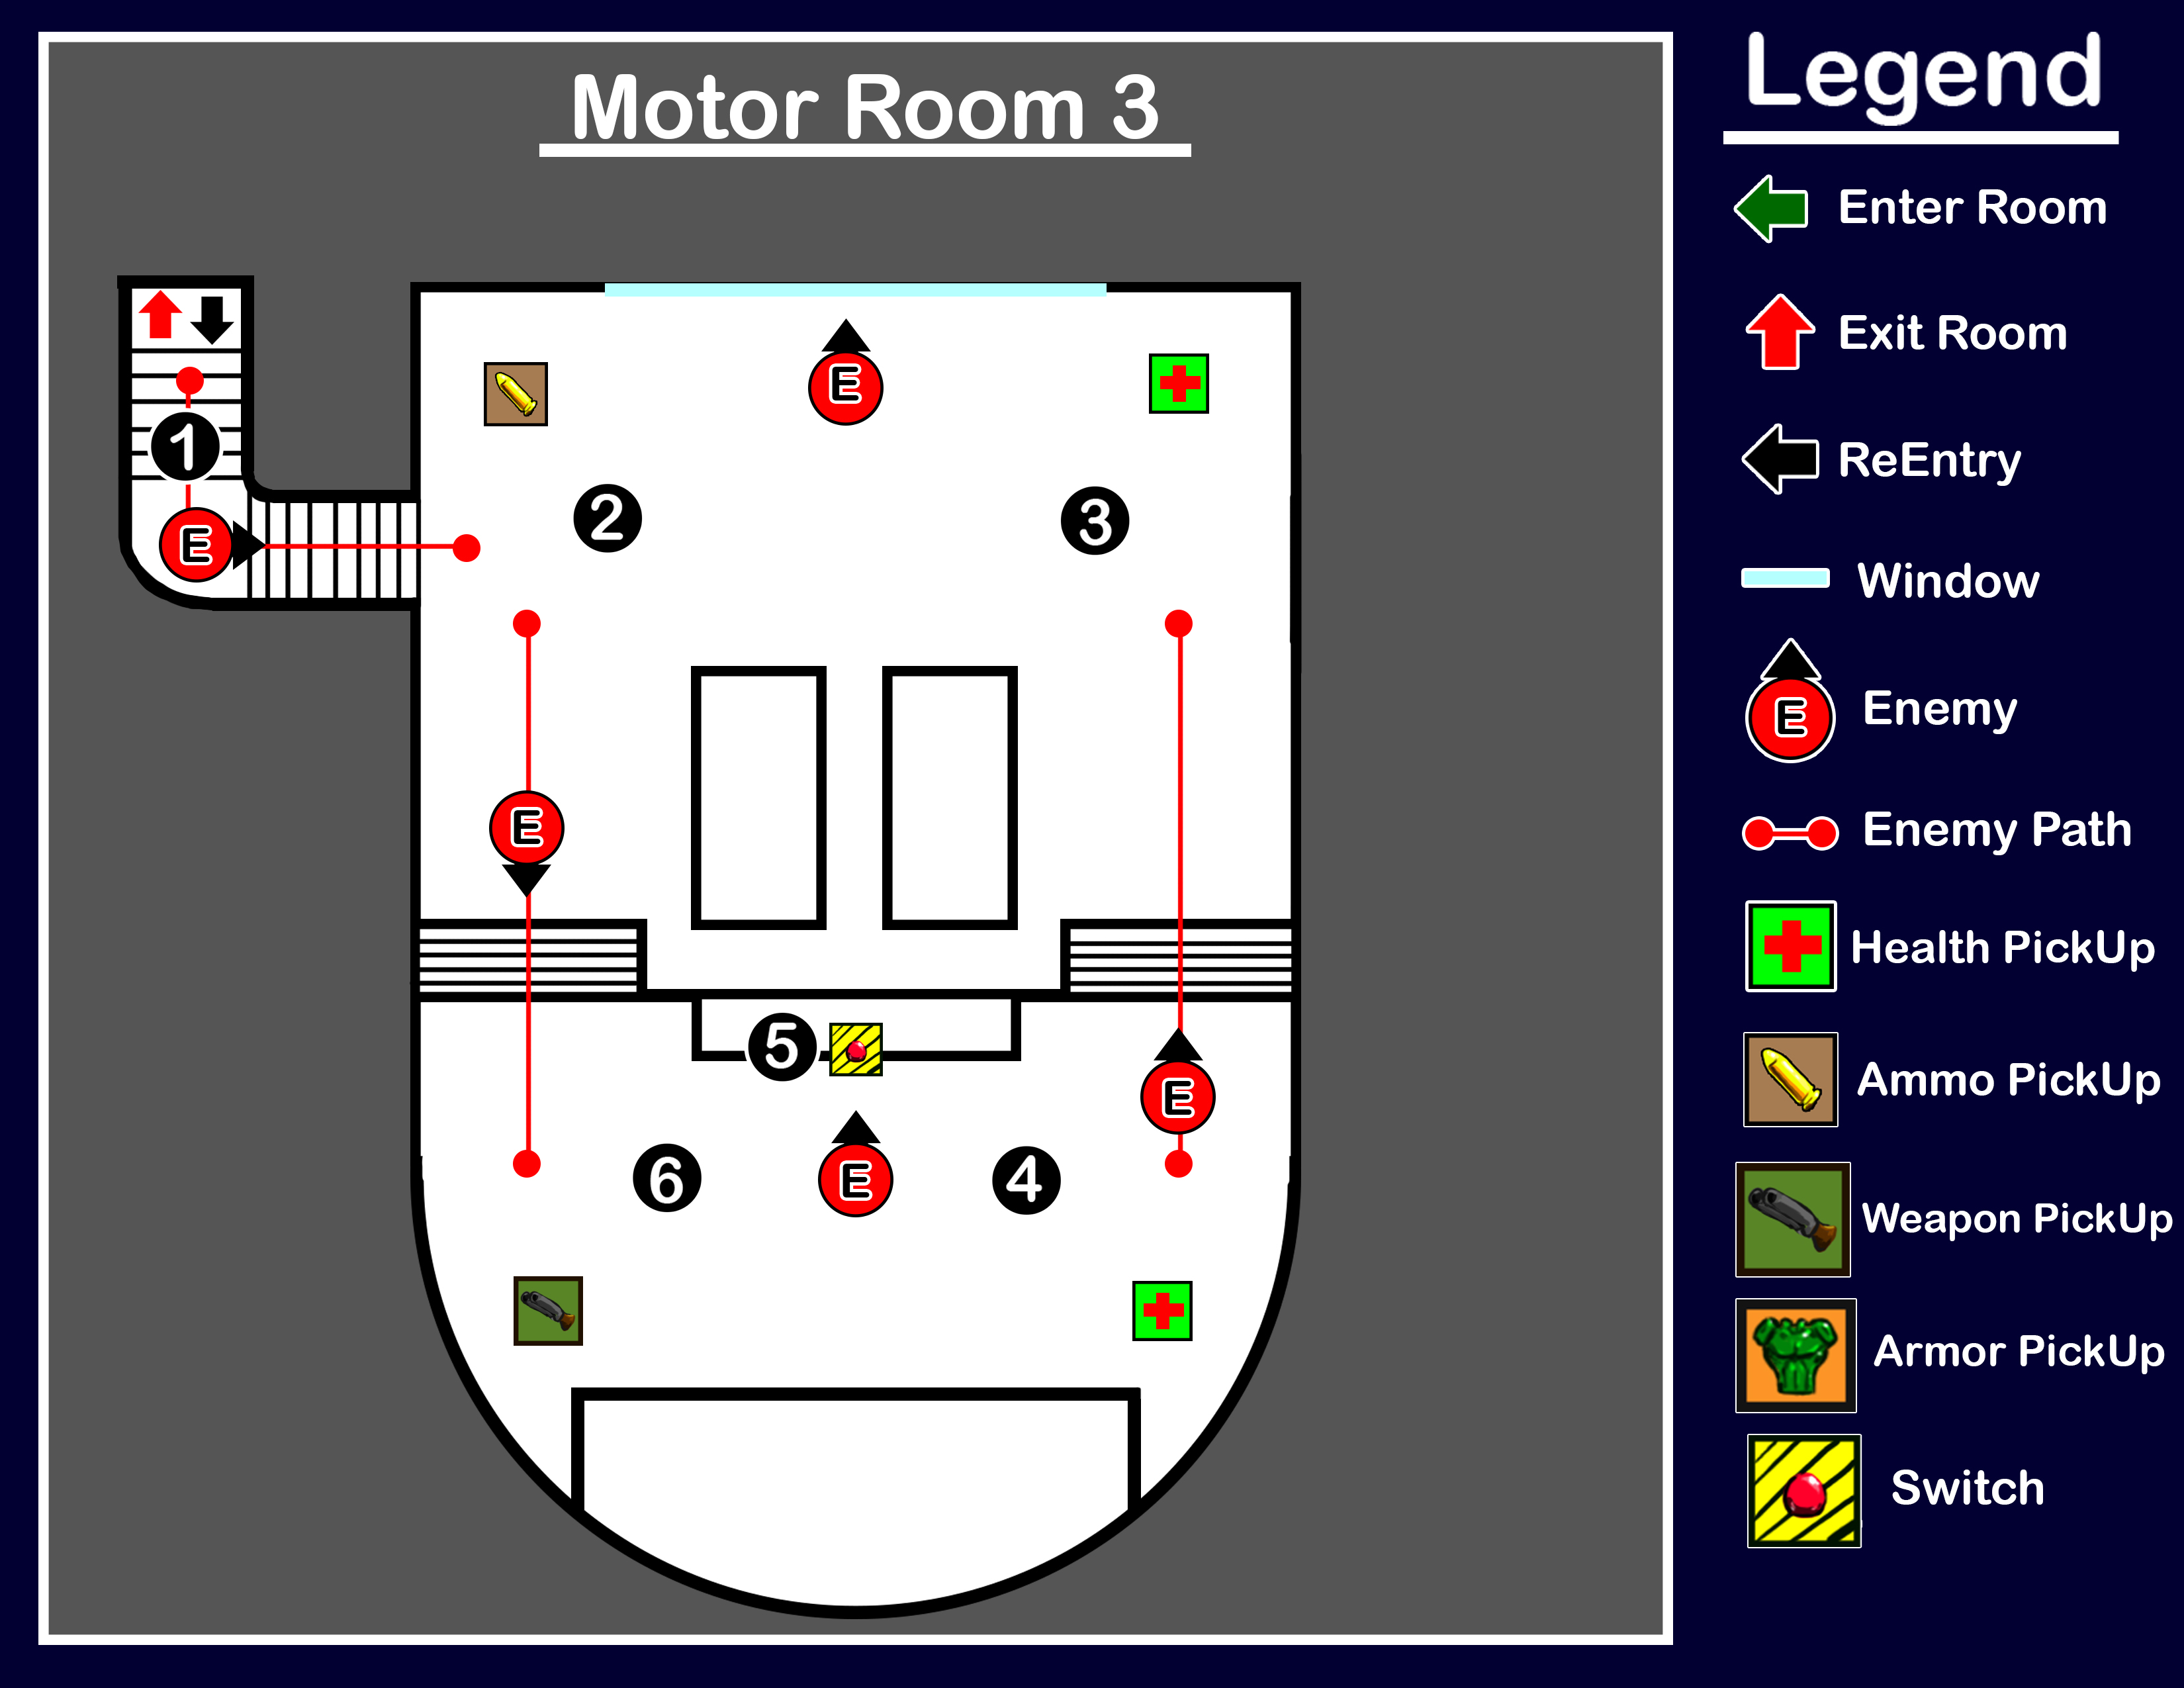 Motor Room 3
1
E
E
2
3
E
5
E
6
E
4
Legend
Enter Room
Exit Room
ReEntry
Window
E Enemy
Enemy Path
Health PickUp
Ammo PickUp
Weapon PickUp
Armor PickUp
Switch